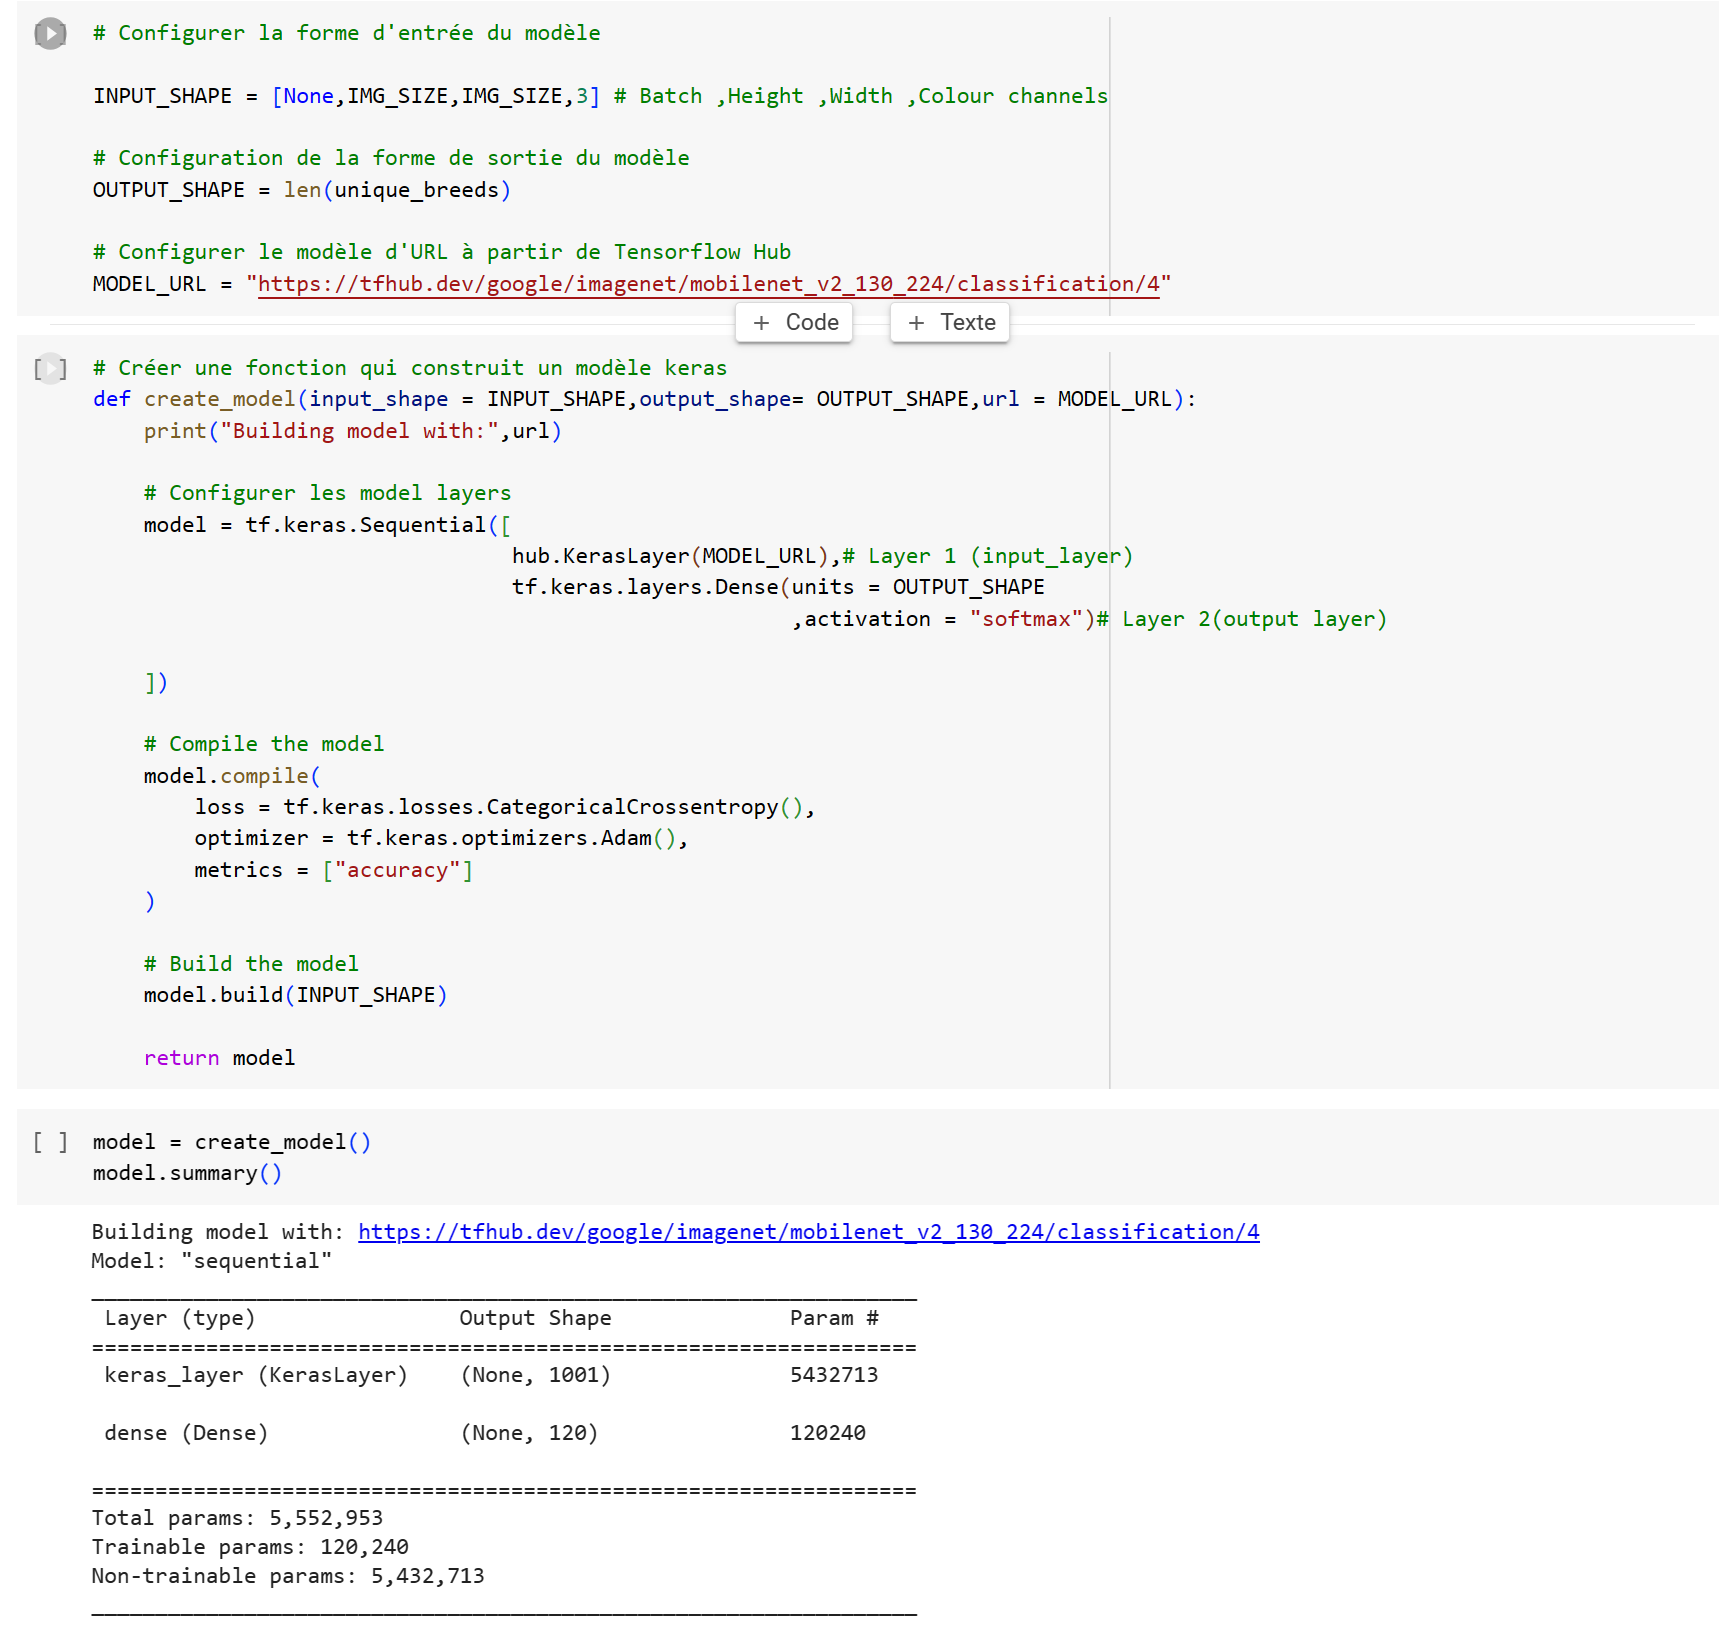 # Configurer la forme d'entrée du modèle
INPUT_SHAPE = [None,IMG_SIZE,IMG_SIZE,3] # Batch ,Height ,Width ,Colour channels
# Configuration de la forme de sortie du modèle
OUTPUT_SHAPE = len(unique_breeds)
# Configurer le modèle d'URL à partir de Tensorflow Hub
MODEL_URL = "https://tfhub.dev/google/imagenet/mobilenet_v2_130_224/classification/4"
+ Code + Texte
[ ] # Créer une fonction qui construit un modèle keras
def create_model(input_shape = INPUT_SHAPE,output_shape= OUTPUT_SHAPE,url = MODEL_URL):
print("Building model with:",url)
# Configurer les model layers
model = tf.keras.Sequential([
hub.KerasLayer(MODEL_URL),# Layer 1 (input_layer)
tf.keras.layers.Dense(units = OUTPUT_SHAPE
,activation = "softmax")# Layer 2(output layer)
])
# Compile the model
model.compile(
loss = tf.keras.losses.CategoricalCrossentropy(),
optimizer = tf.keras.optimizers.Adam(),
metrics = ["accuracy"]
)
# Build the model
model.build(INPUT_SHAPE)
return model
[ ] model = create_model()
model.summary()
Building model with: https://tfhub.dev/google/imagenet/mobilenet_v2_130_224/classification/4
Model: "sequential"
_________________________________________________________________
Layer (type) Output Shape Param #
=================================================================
keras_layer (KerasLayer) (None, 1001) 5432713
dense (Dense) (None, 120) 120240
=================================================================
Total params: 5,552,953
Trainable params: 120,240
Non-trainable params: 5,432,713
_________________________________________________________________